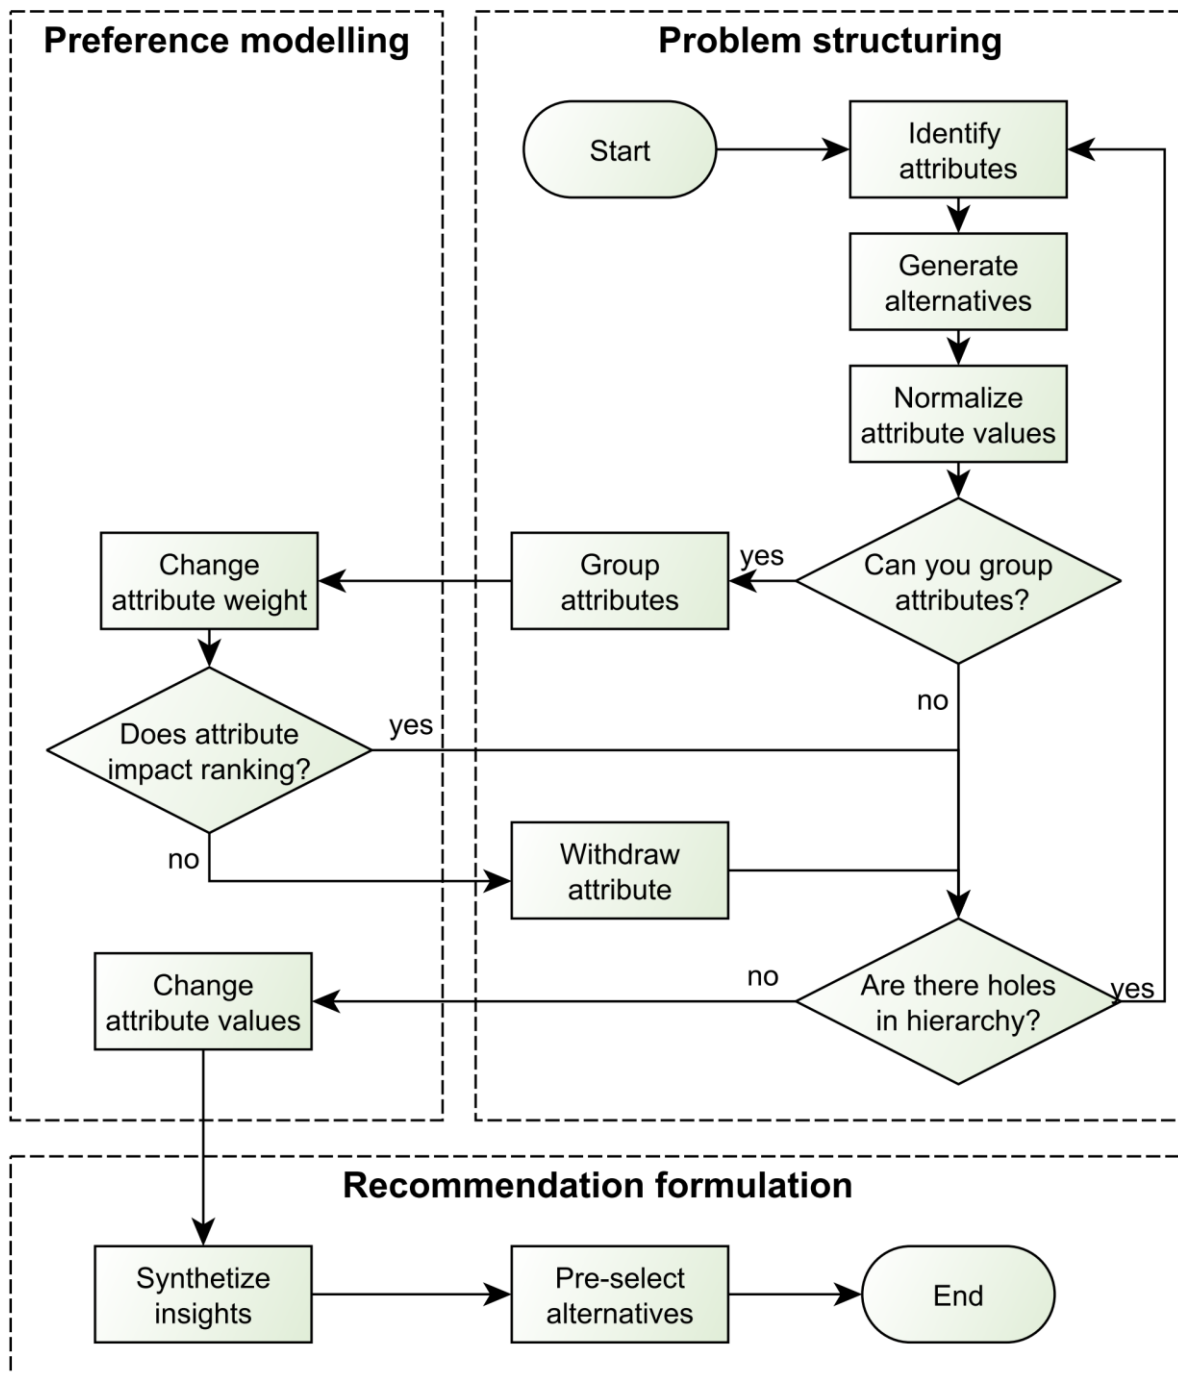 Preference modelling
Problem structuring
Start
Identify
attributes
Generate
alternatives
Normalize
attribute values
Can you group
attributes?
yes
Group
attributes
Change
attribute weight
no
Does attribute
impact ranking?
yes
no
Withdraw
attribute
Are there holes
in hierarchy?
yes
no
Change
attribute values
Recommendation formulation
Synthetize
insights
Pre-select
alternatives
End